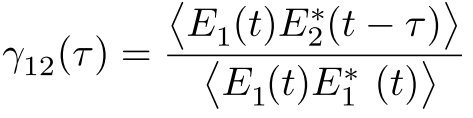 γ₁₂(τ) = ⟨E₁(t)E₂*(t − τ)⟩ / ⟨E₁(t)E₁* (t)⟩